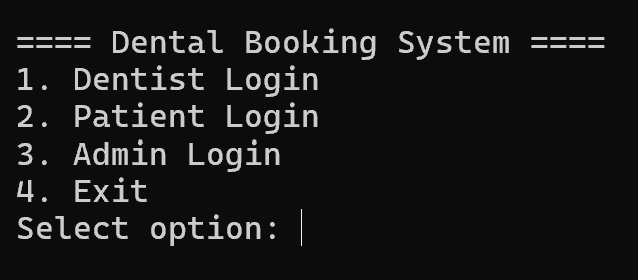 ==== Dental Booking System ====
1. Dentist Login
2. Patient Login
3. Admin Login
4. Exit
Select option: